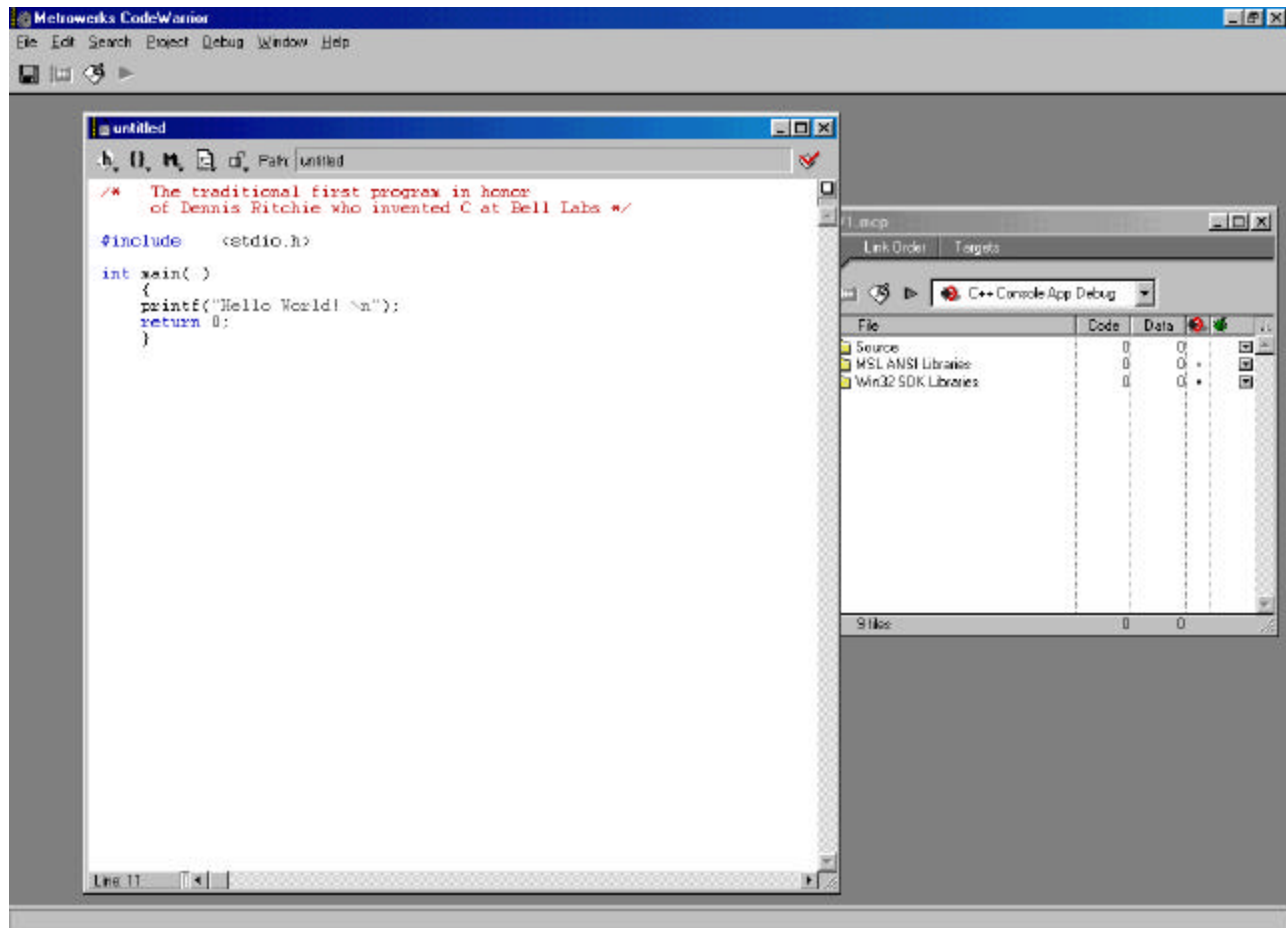 Metrowerks CodeWarrior
File Edit Search Project Debug Window Help
untitled
.h, {}, M, Path: untitled
/* The traditional first program in honor
of Dennis Ritchie who invented C at Bell Labs */
#include <stdio.h>
int main( )
{
printf("Hello World! \n");
return 0;
}
Line: 11
1.mcp
Link Order Targets
C++ Console App Debug
File Code Data
Source 0 0
MSL ANSI Libraries 0 0
Win32 SDK Libraries 0 0
9 files 0 0